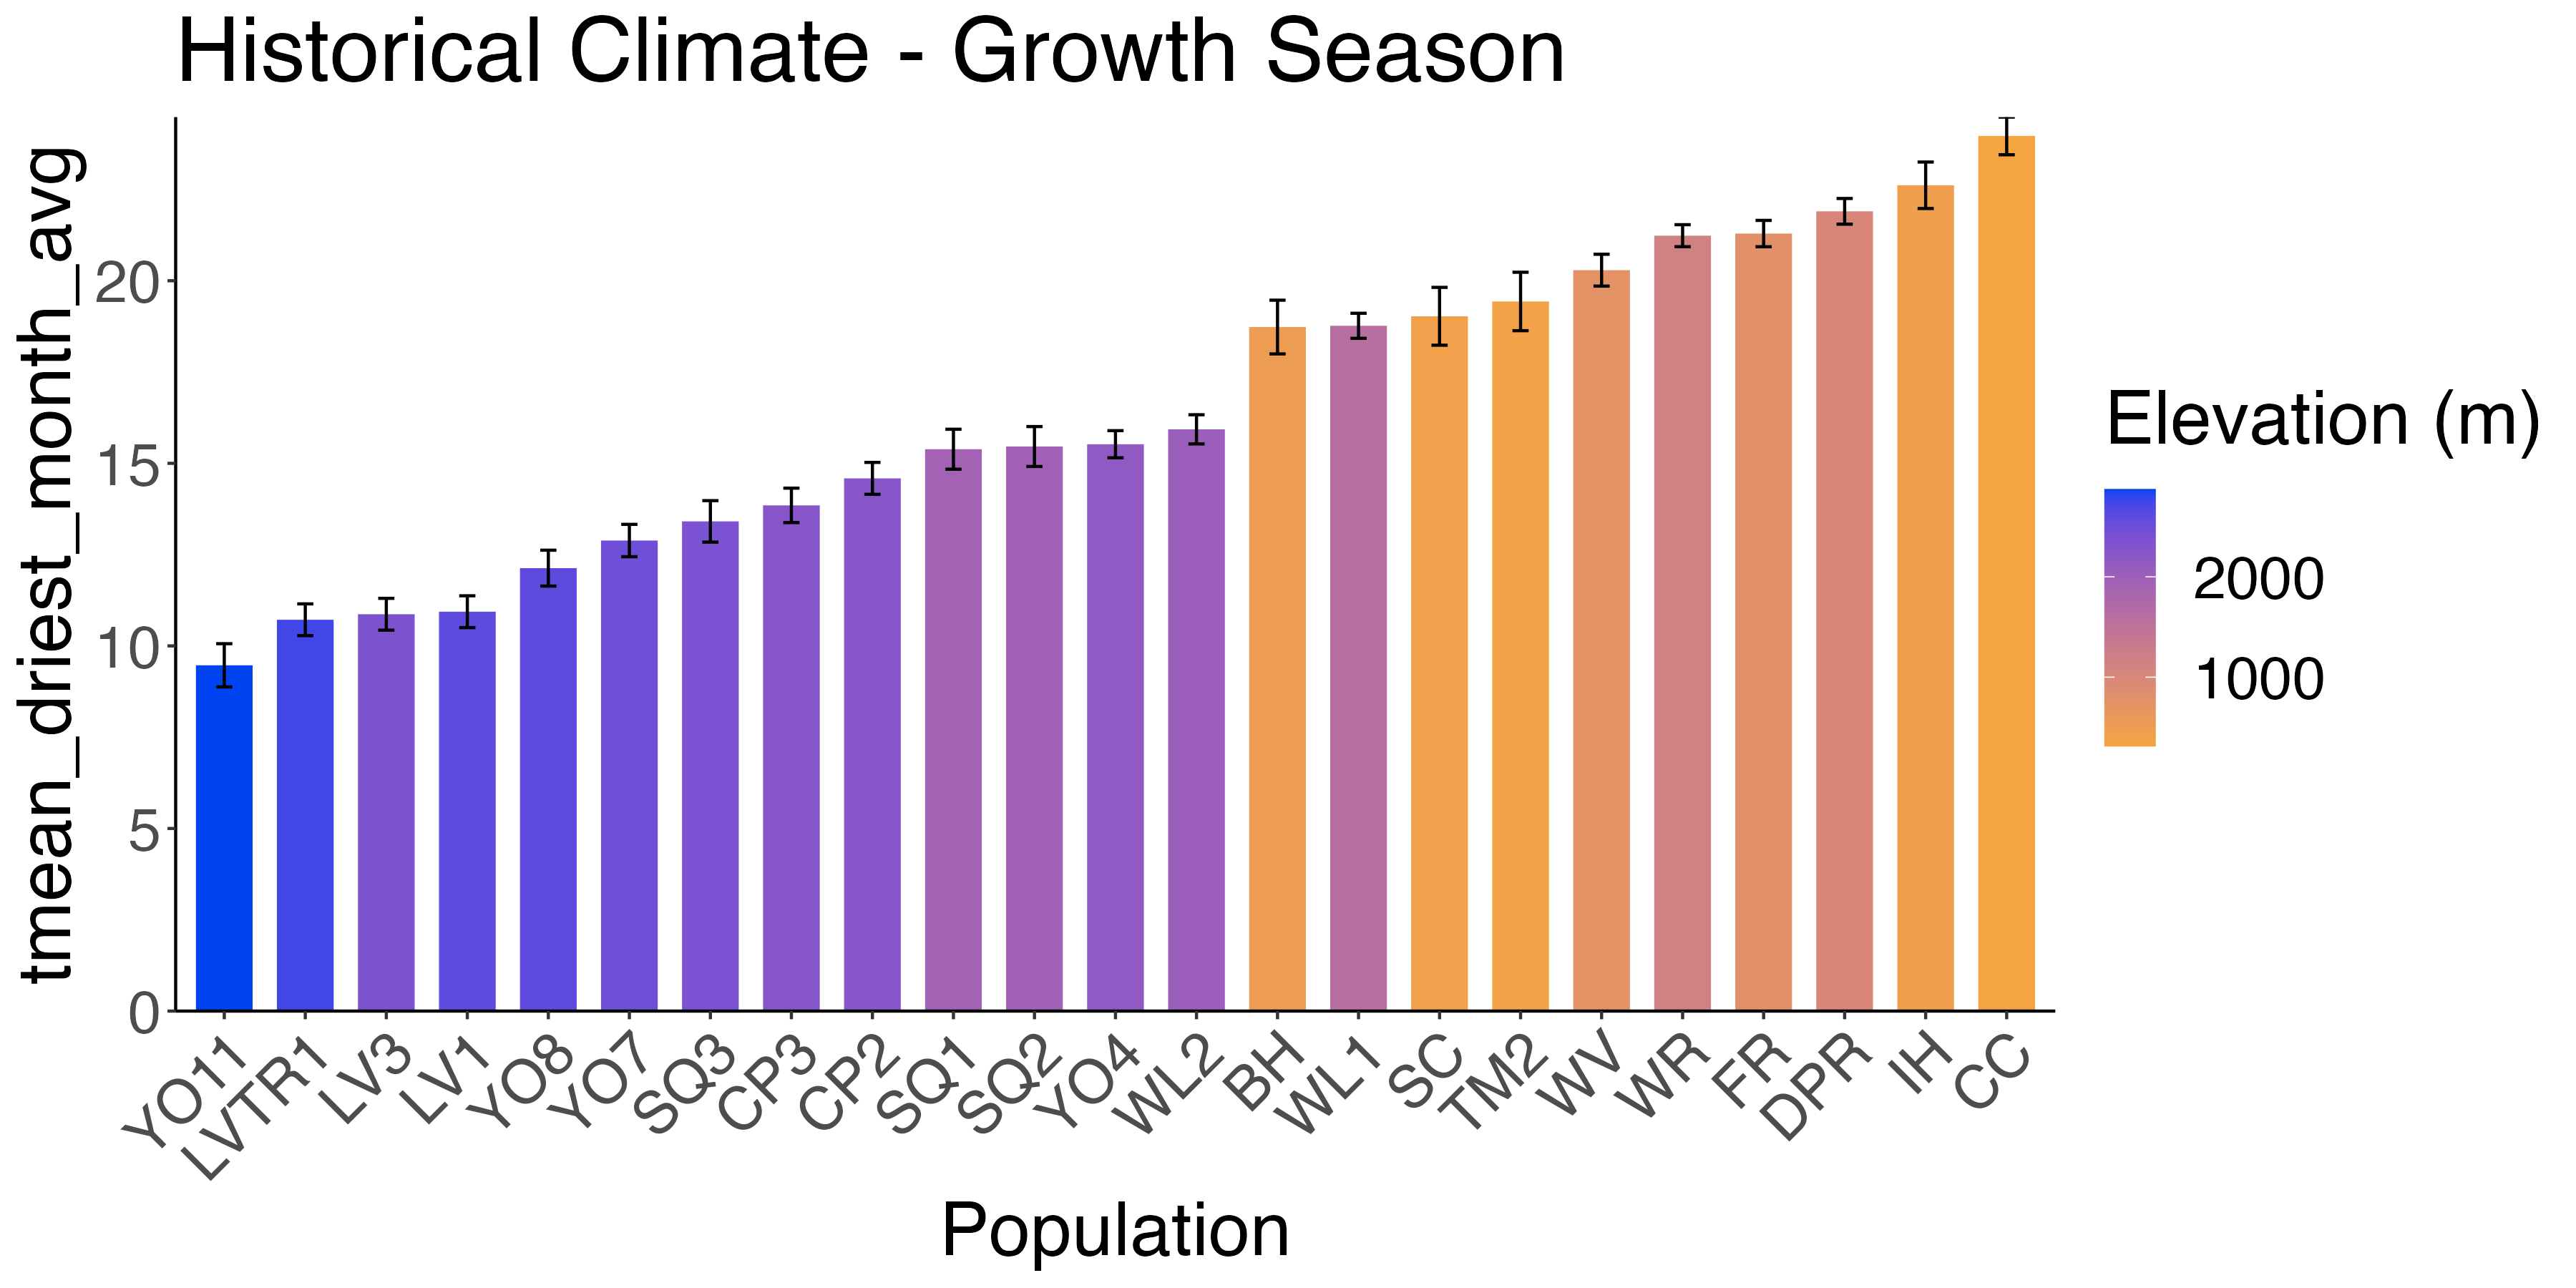 Historical Climate - Growth Season
tmean_driest_month_avg
20
15
10
5
0
YO11
LVTR1
LV3
LV1
YO8
YO7
SQ3
CP3
CP2
SQ1
SQ2
YO4
WL2
BH
WL1
SC
TM2
WV
WR
FR
DPR
IH
CC
Population
Elevation (m)
2000
1000